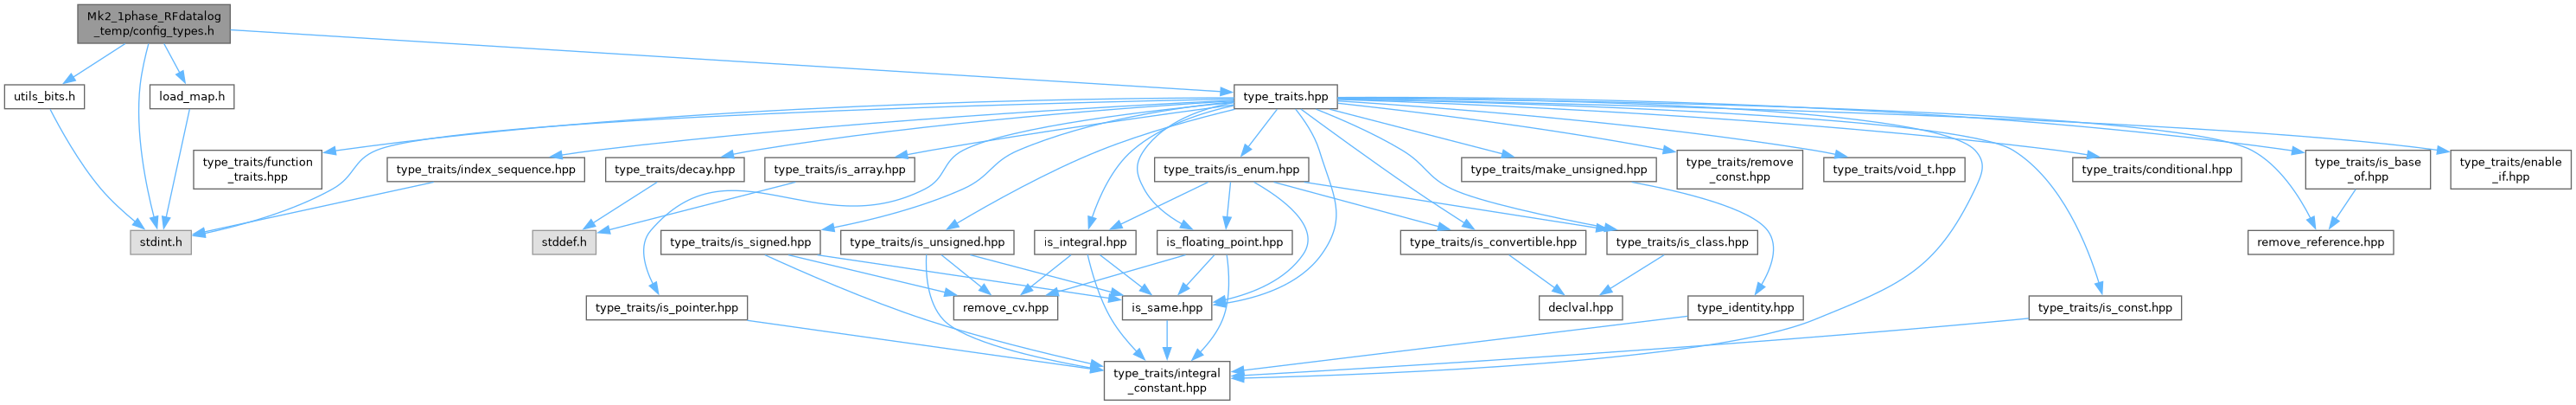 Mk2_1phase_RFdatalog
_temp/config_types.h
utils_bits.h
load_map.h
type_traits.hpp
type_traits/function
_traits.hpp
type_traits/index_sequence.hpp
type_traits/decay.hpp
type_traits/is_array.hpp
type_traits/is_enum.hpp
type_traits/make_unsigned.hpp
type_traits/remove
_const.hpp
type_traits/void_t.hpp
type_traits/conditional.hpp
type_traits/is_base
_of.hpp
type_traits/enable
_if.hpp
stdint.h
stddef.h
type_traits/is_signed.hpp
type_traits/is_unsigned.hpp
is_integral.hpp
is_floating_point.hpp
type_traits/is_convertible.hpp
type_traits/is_class.hpp
remove_reference.hpp
type_traits/is_pointer.hpp
remove_cv.hpp
is_same.hpp
declval.hpp
type_identity.hpp
type_traits/is_const.hpp
type_traits/integral
_constant.hpp